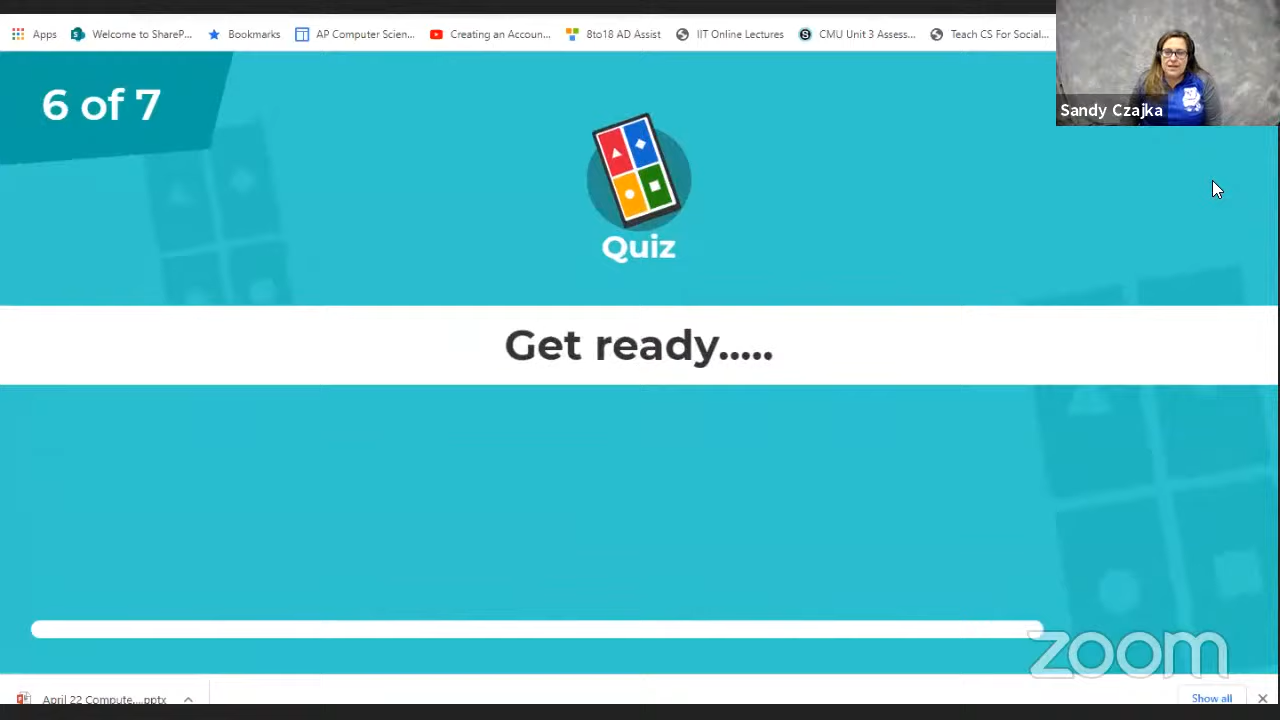 Apps Welcome to ShareP... Bookmarks AP Computer Scien... Creating an Accoun... 8to18 AD Assist IIT Online Lectures CMU Unit 3 Assess... Teach CS For Social...
Sandy Czajka
6 of 7
Quiz
Get ready.....
zoom
April 22 Compute....pptx
Show all